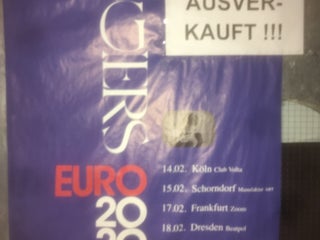 AUSVER-
KAUFT !!!
GERS
EURO
20
20
14.02. Köln Club Volta
15.02. Schorndorf Manufaktur
17.02. Frankfurt Zoom
18.02. Dresden Beatpol